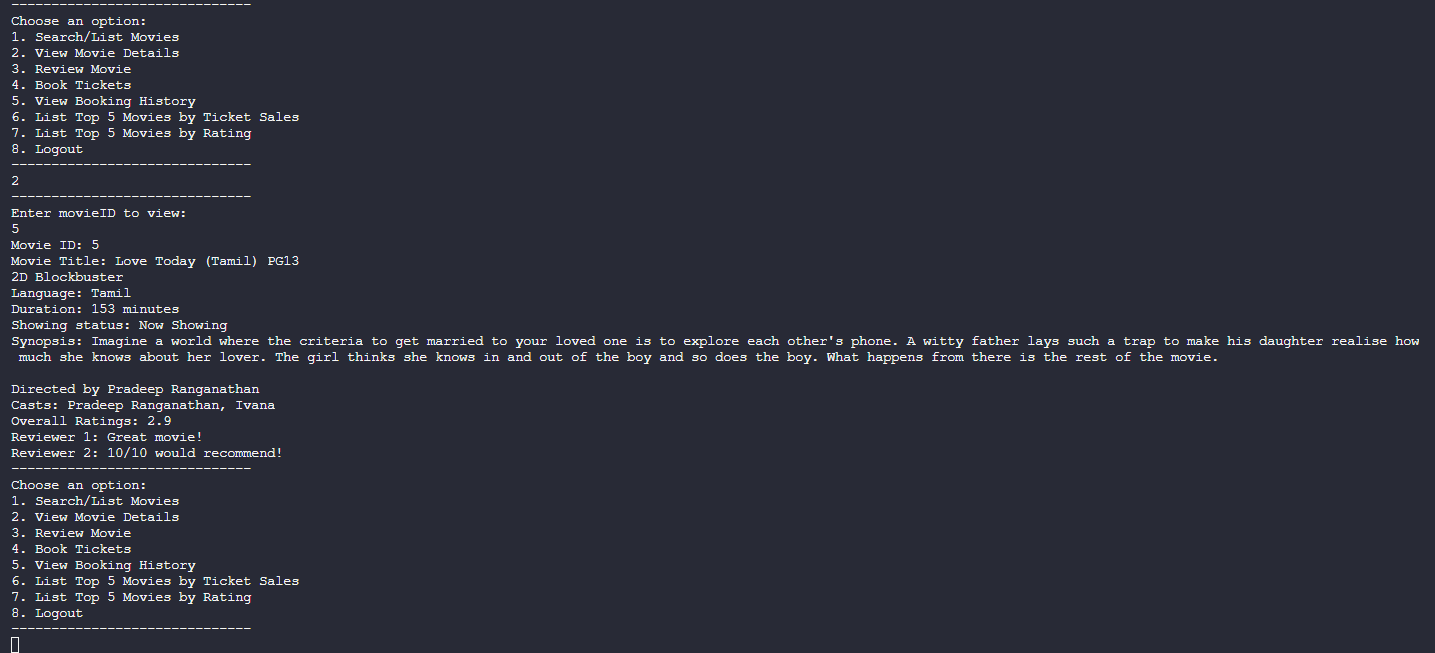 ------------------------------
Choose an option:
1. Search/List Movies
2. View Movie Details
3. Review Movie
4. Book Tickets
5. View Booking History
6. List Top 5 Movies by Ticket Sales
7. List Top 5 Movies by Rating
8. Logout
------------------------------
2
------------------------------
Enter movieID to view:
5
Movie ID: 5
Movie Title: Love Today (Tamil) PG13
2D Blockbuster
Language: Tamil
Duration: 153 minutes
Showing status: Now Showing
Synopsis: Imagine a world where the criteria to get married to your loved one is to explore each other's phone. A witty father lays such a trap to make his daughter realise how
much she knows about her lover. The girl thinks she knows in and out of the boy and so does the boy. What happens from there is the rest of the movie.
Directed by Pradeep Ranganathan
Casts: Pradeep Ranganathan, Ivana
Overall Ratings: 2.9
Reviewer 1: Great movie!
Reviewer 2: 10/10 would recommend!
------------------------------
Choose an option:
1. Search/List Movies
2. View Movie Details
3. Review Movie
4. Book Tickets
5. View Booking History
6. List Top 5 Movies by Ticket Sales
7. List Top 5 Movies by Rating
8. Logout
------------------------------